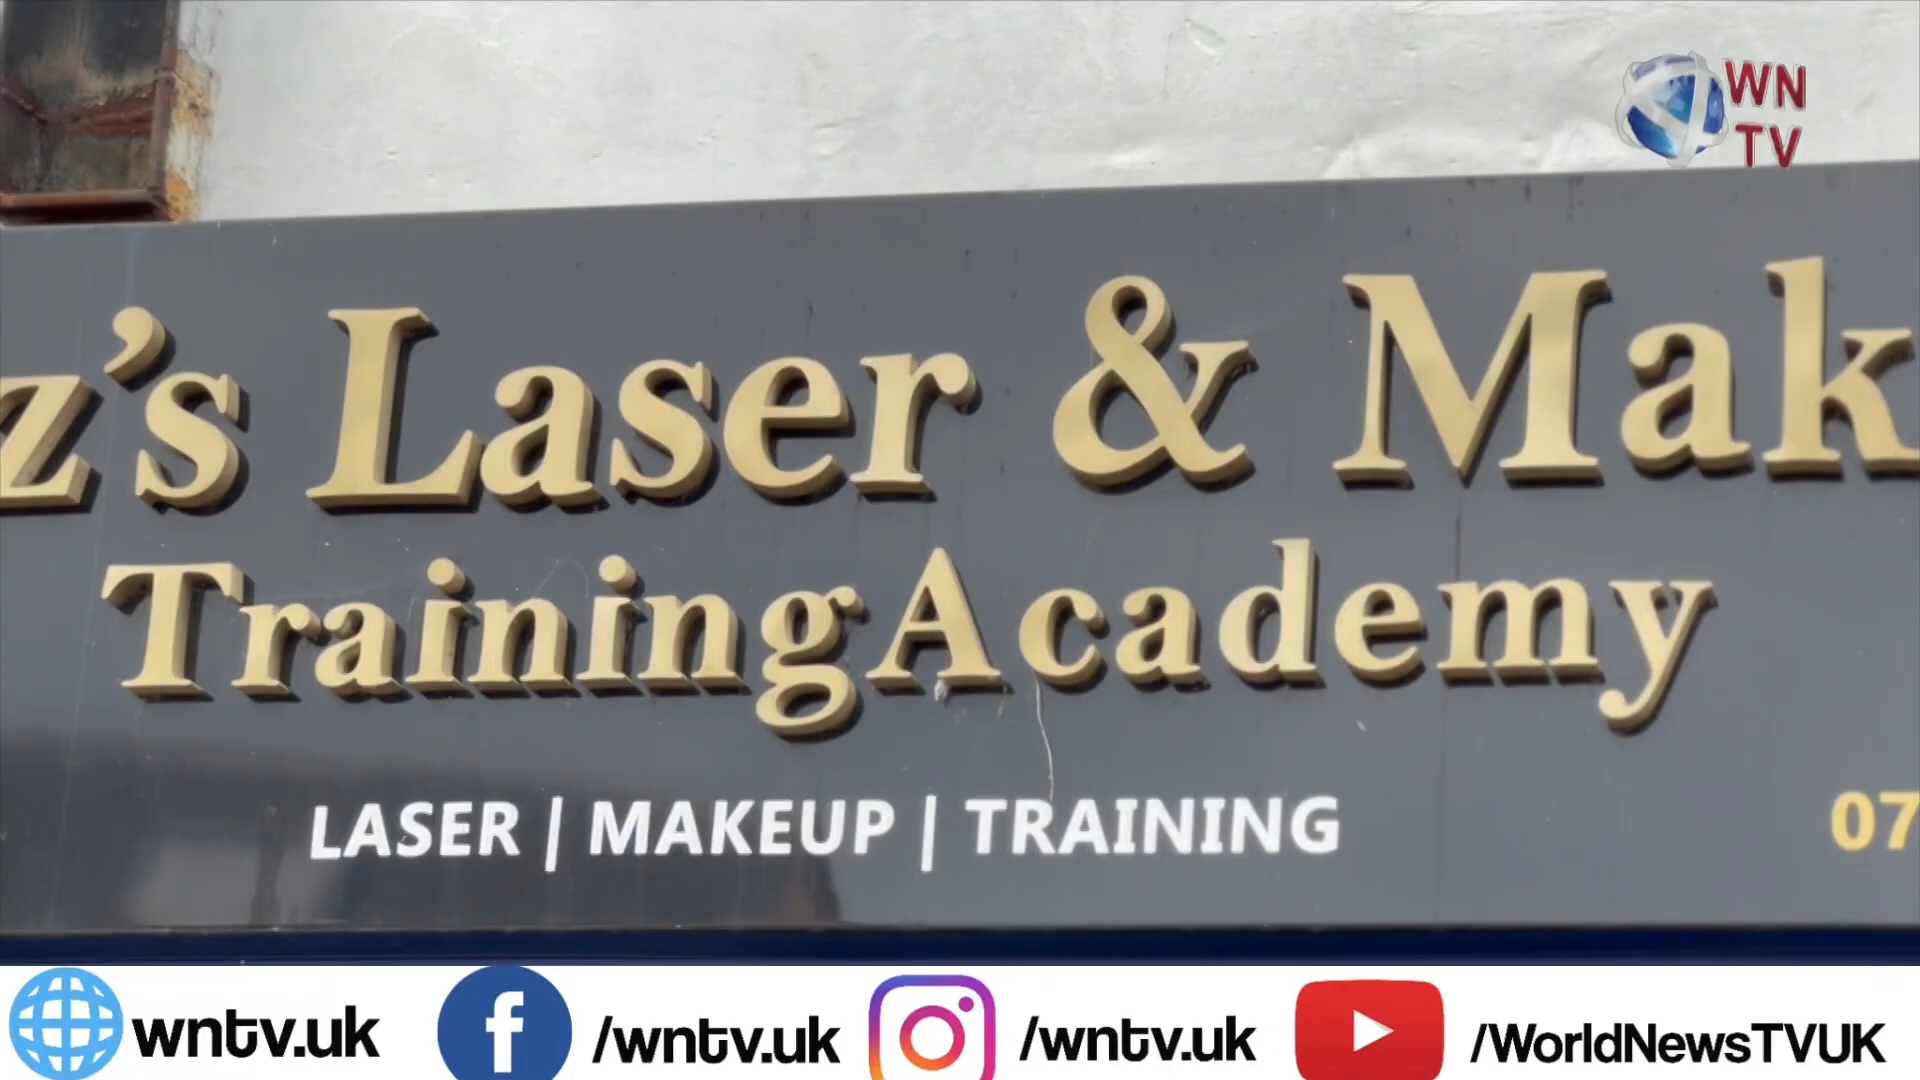 WN
TV
z's Laser & Mak
Training Academy
LASER | MAKEUP | TRAINING
07
wntv.uk
/wntv.uk
/wntv.uk
/WorldNewsTVUK